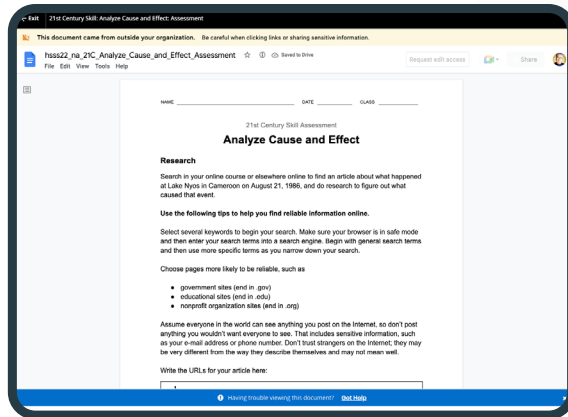 ← Exit 21st Century Skill: Analyze Cause and Effect: Assessment
This document came from outside your organization. Be careful when clicking links or sharing sensitive information.
hsss22_na_21C_Analyze_Cause_and_Effect_Assessment Saved to Drive
Request edit access Share
File Edit View Tools Help
NAME ____ DATE ____ CLASS ____
21st Century Skill Assessment
Analyze Cause and Effect
Research
Search in your online course or elsewhere online to find an article about what happened
at Lake Nyos in Cameroon on August 21, 1986, and do research to figure out what
caused that event.
Use the following tips to help you find reliable information online.
Select several keywords to begin your search. Make sure your browser is in safe mode
and then enter your search terms into a search engine. Begin with general search terms
and then use more specific terms as you narrow down your search.
Choose pages more likely to be reliable, such as
● government sites (end in .gov)
● educational sites (end in .edu)
● nonprofit organization sites (end in .org)
Assume everyone in the world can see anything you post on the Internet, so don't post
anything you wouldn't want everyone to see. That includes sensitive information, such
as your e-mail address or phone number. Don't trust strangers on the Internet; they may
be very different from the way they describe themselves and may not mean well.
Write the URLs for your article here:
Having trouble viewing this document? Get Help